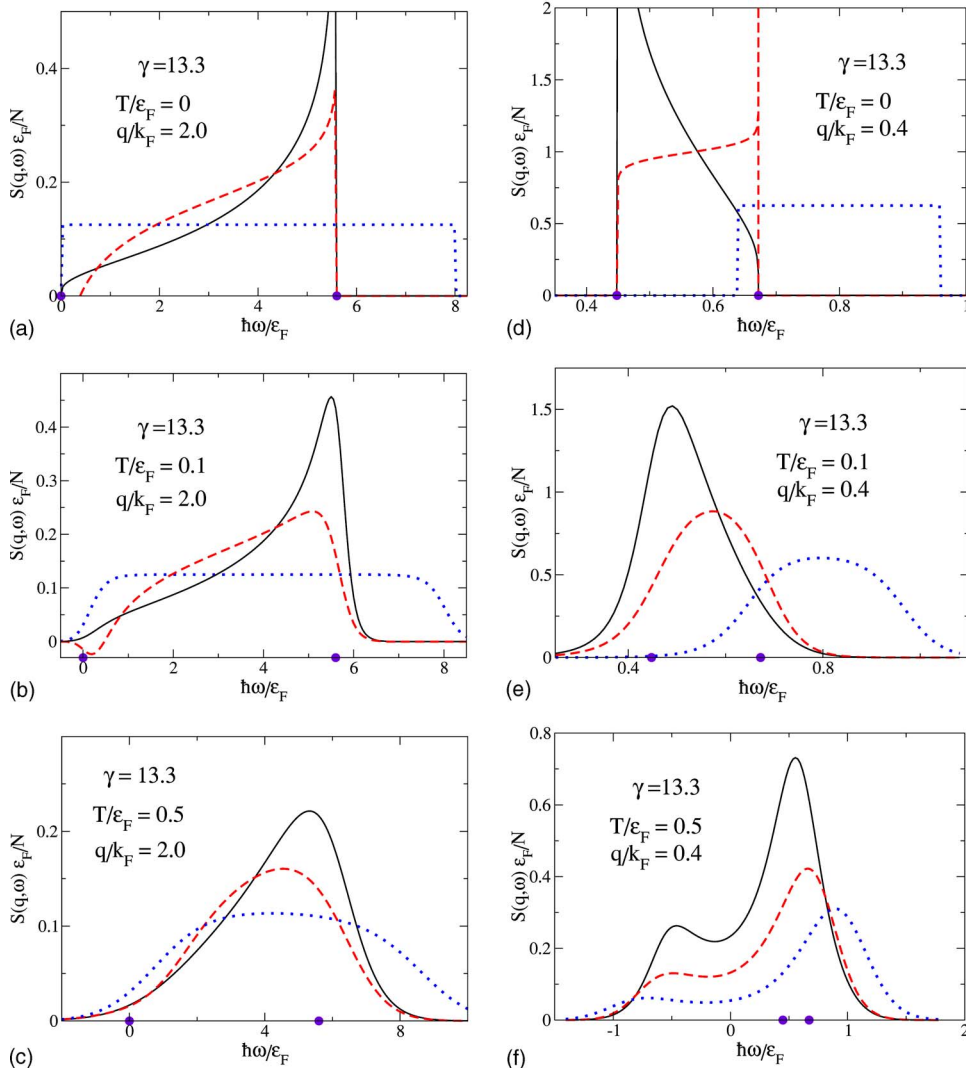 S(q,ω) ε_F/N
0.4
0.2
0
γ=13.3
T/ε_F = 0
q/k_F = 2.0
0 2 4 6 8
ħω/ε_F
(a)
S(q,ω) ε_F/N
2
1.5
1
0.5
0
γ=13.3
T/ε_F = 0
q/k_F = 0.4
0.4 0.6 0.8 1
ħω/ε_F
(d)
S(q,ω) ε_F/N
0.4
0.3
0.2
0.1
0
γ=13.3
T/ε_F = 0.1
q/k_F = 2.0
0 2 4 6 8
ħω/ε_F
(b)
S(q,ω) ε_F/N
1.5
1
0.5
0
γ=13.3
T/ε_F = 0.1
q/k_F = 0.4
0.4 0.6 0.8
ħω/ε_F
(e)
S(q,ω) ε_F/N
0.2
0.1
0
γ = 13.3
T/ε_F = 0.5
q/k_F = 2.0
0 4 8
ħω/ε_F
(c)
S(q,ω) ε_F/N
0.8
0.6
0.4
0.2
0
γ=13.3
T/ε_F = 0.5
q/k_F = 0.4
-1 0 1 2
ħω/ε_F
(f)